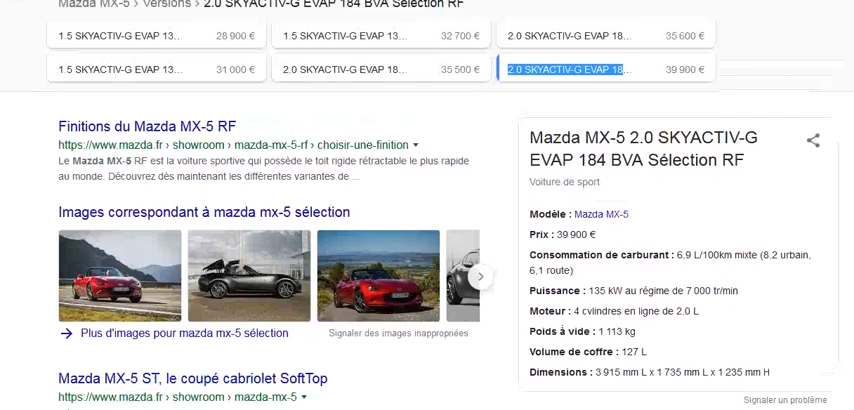 Mazda MX-5 › Versions › 2.0 SKYACTIV-G EVAP 184 BVA Sélection RF
1.5 SKYACTIV-G EVAP 13... 28 900 €
1.5 SKYACTIV-G EVAP 13... 32 700 €
2.0 SKYACTIV-G EVAP 18... 35 600 €
1.5 SKYACTIV-G EVAP 13... 31 000 €
2.0 SKYACTIV-G EVAP 18... 35 500 €
2.0 SKYACTIV-G EVAP 18... 39 900 €
Finitions du Mazda MX-5 RF
https://www.mazda.fr › showroom › mazda-mx-5-rf › choisir-une-finition
Le Mazda MX-5 RF est la voiture sportive qui possède le toit rigide rétractable le plus rapide
au monde. Découvrez dès maintenant les différentes variantes de ...
Images correspondant à mazda mx-5 sélection
Plus d'images pour mazda mx-5 sélection
Signaler des images inappropriées
Mazda MX-5 ST, le coupé cabriolet SoftTop
https://www.mazda.fr › showroom › mazda-mx-5
Mazda MX-5 2.0 SKYACTIV-G
EVAP 184 BVA Sélection RF
Voiture de sport
Modèle : Mazda MX-5
Prix : 39 900 €
Consommation de carburant : 6,9 L/100km mixte (8,2 urbain,
6,1 route)
Puissance : 135 kW au régime de 7 000 tr/min
Moteur : 4 cylindres en ligne de 2.0 L
Poids à vide : 1 113 kg
Volume de coffre : 127 L
Dimensions : 3 915 mm L x 1 735 mm L x 1 235 mm H
Signaler un problème